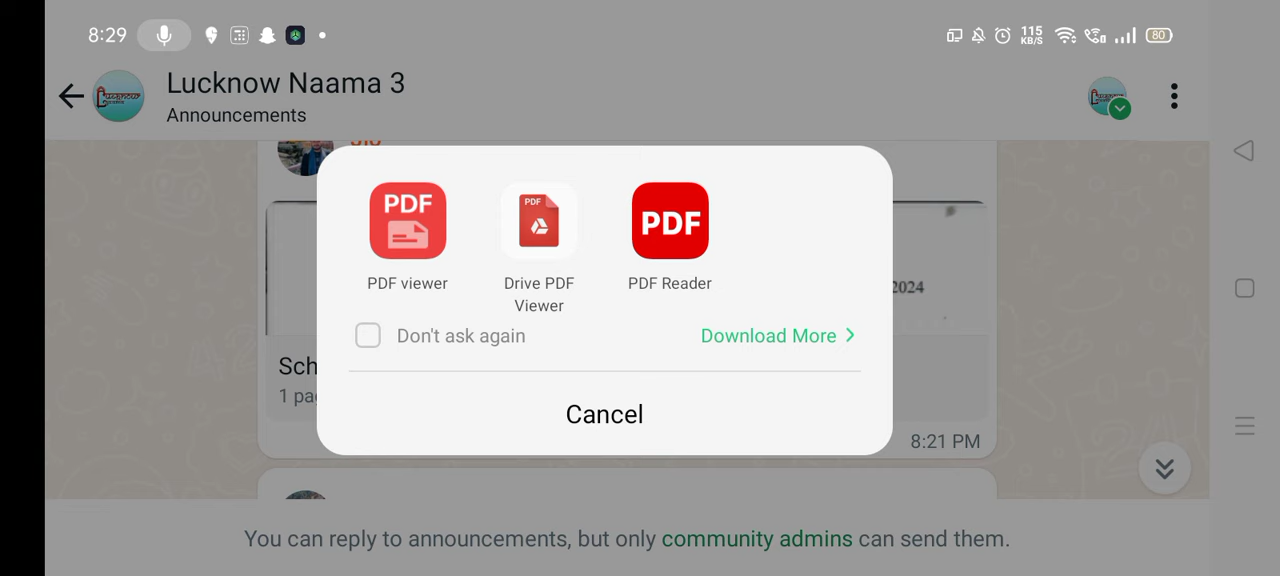 8:29
115
KB/S
80
Lucknow Naama 3
Announcements
PDF
PDF
PDF
PDF viewer
Drive PDF
Viewer
PDF Reader
2024
Don't ask again
Download More
Sch
1 pa
Cancel
8:21 PM
You can reply to announcements, but only community admins can send them.